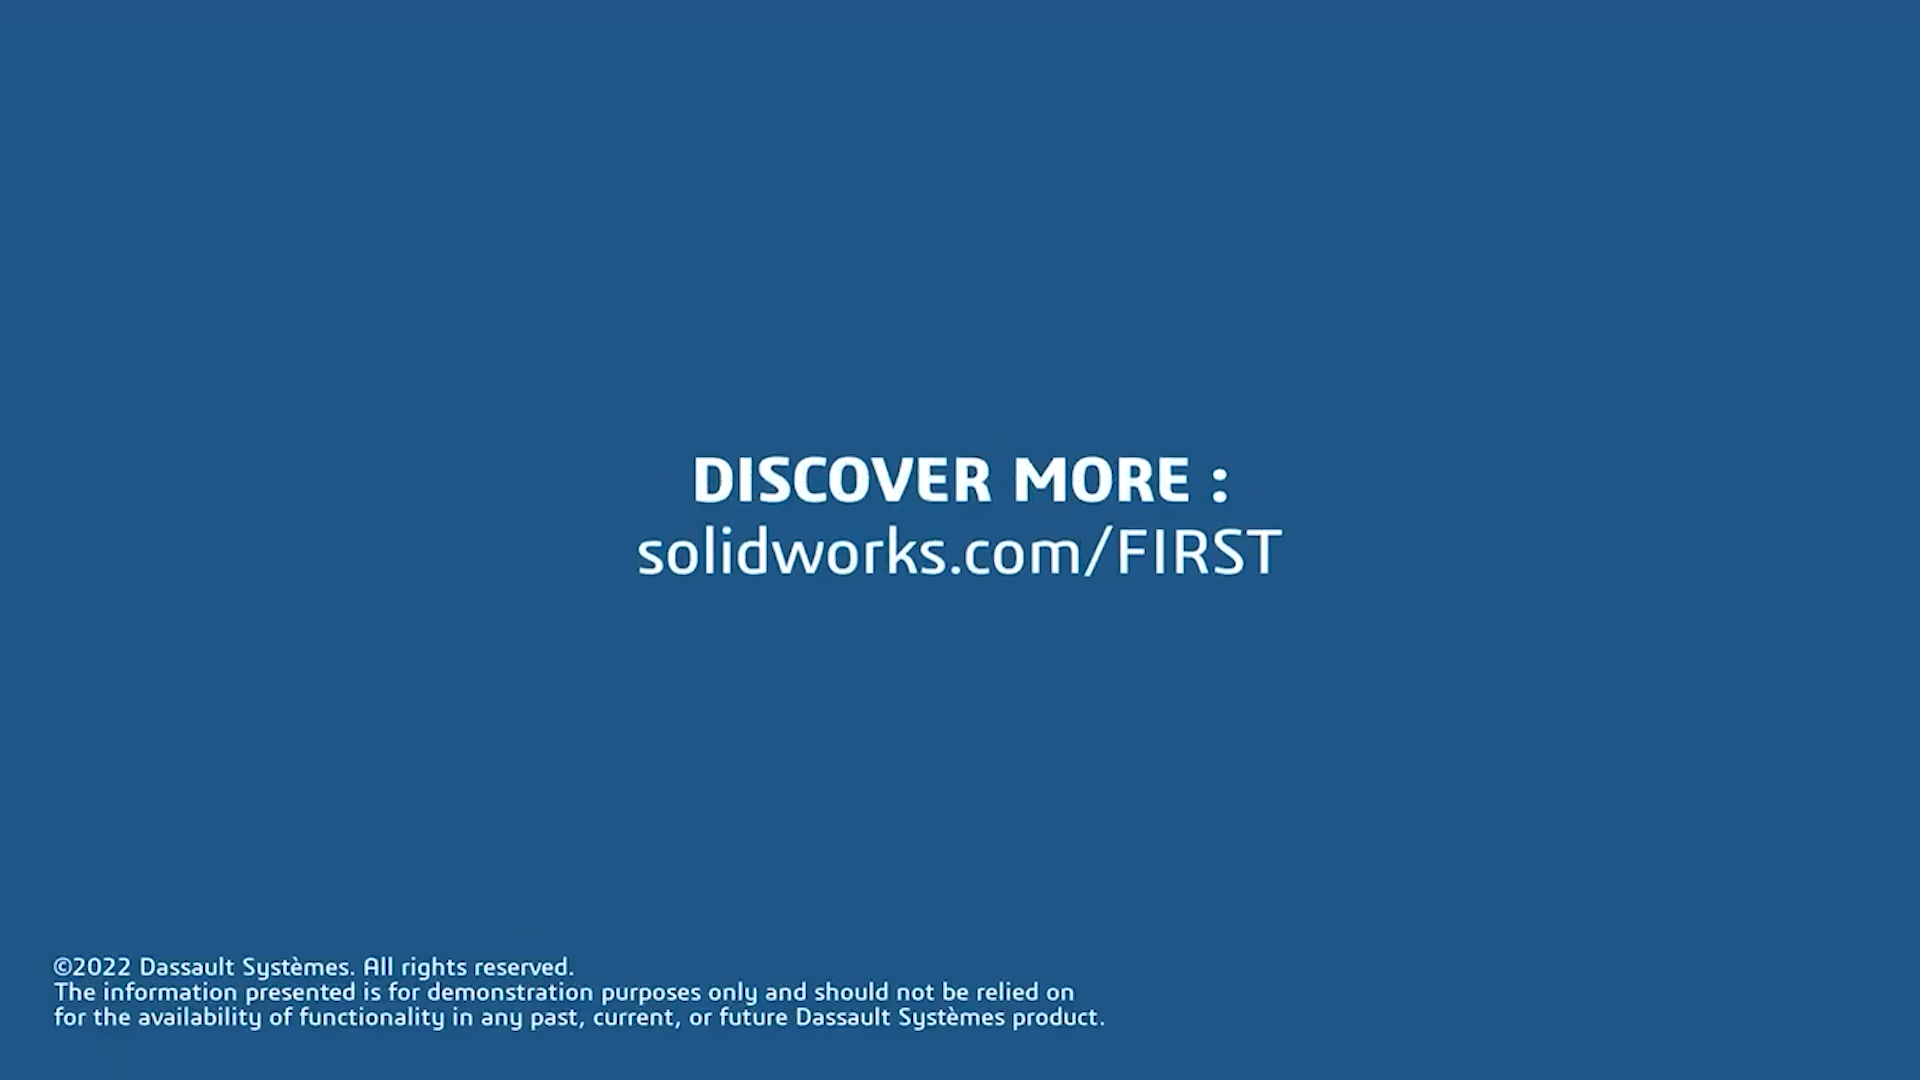 DISCOVER MORE :
solidworks.com/FIRST
©2022 Dassault Systèmes. All rights reserved.
The information presented is for demonstration purposes only and should not be relied on
for the availability of functionality in any past, current, or future Dassault Systèmes product.